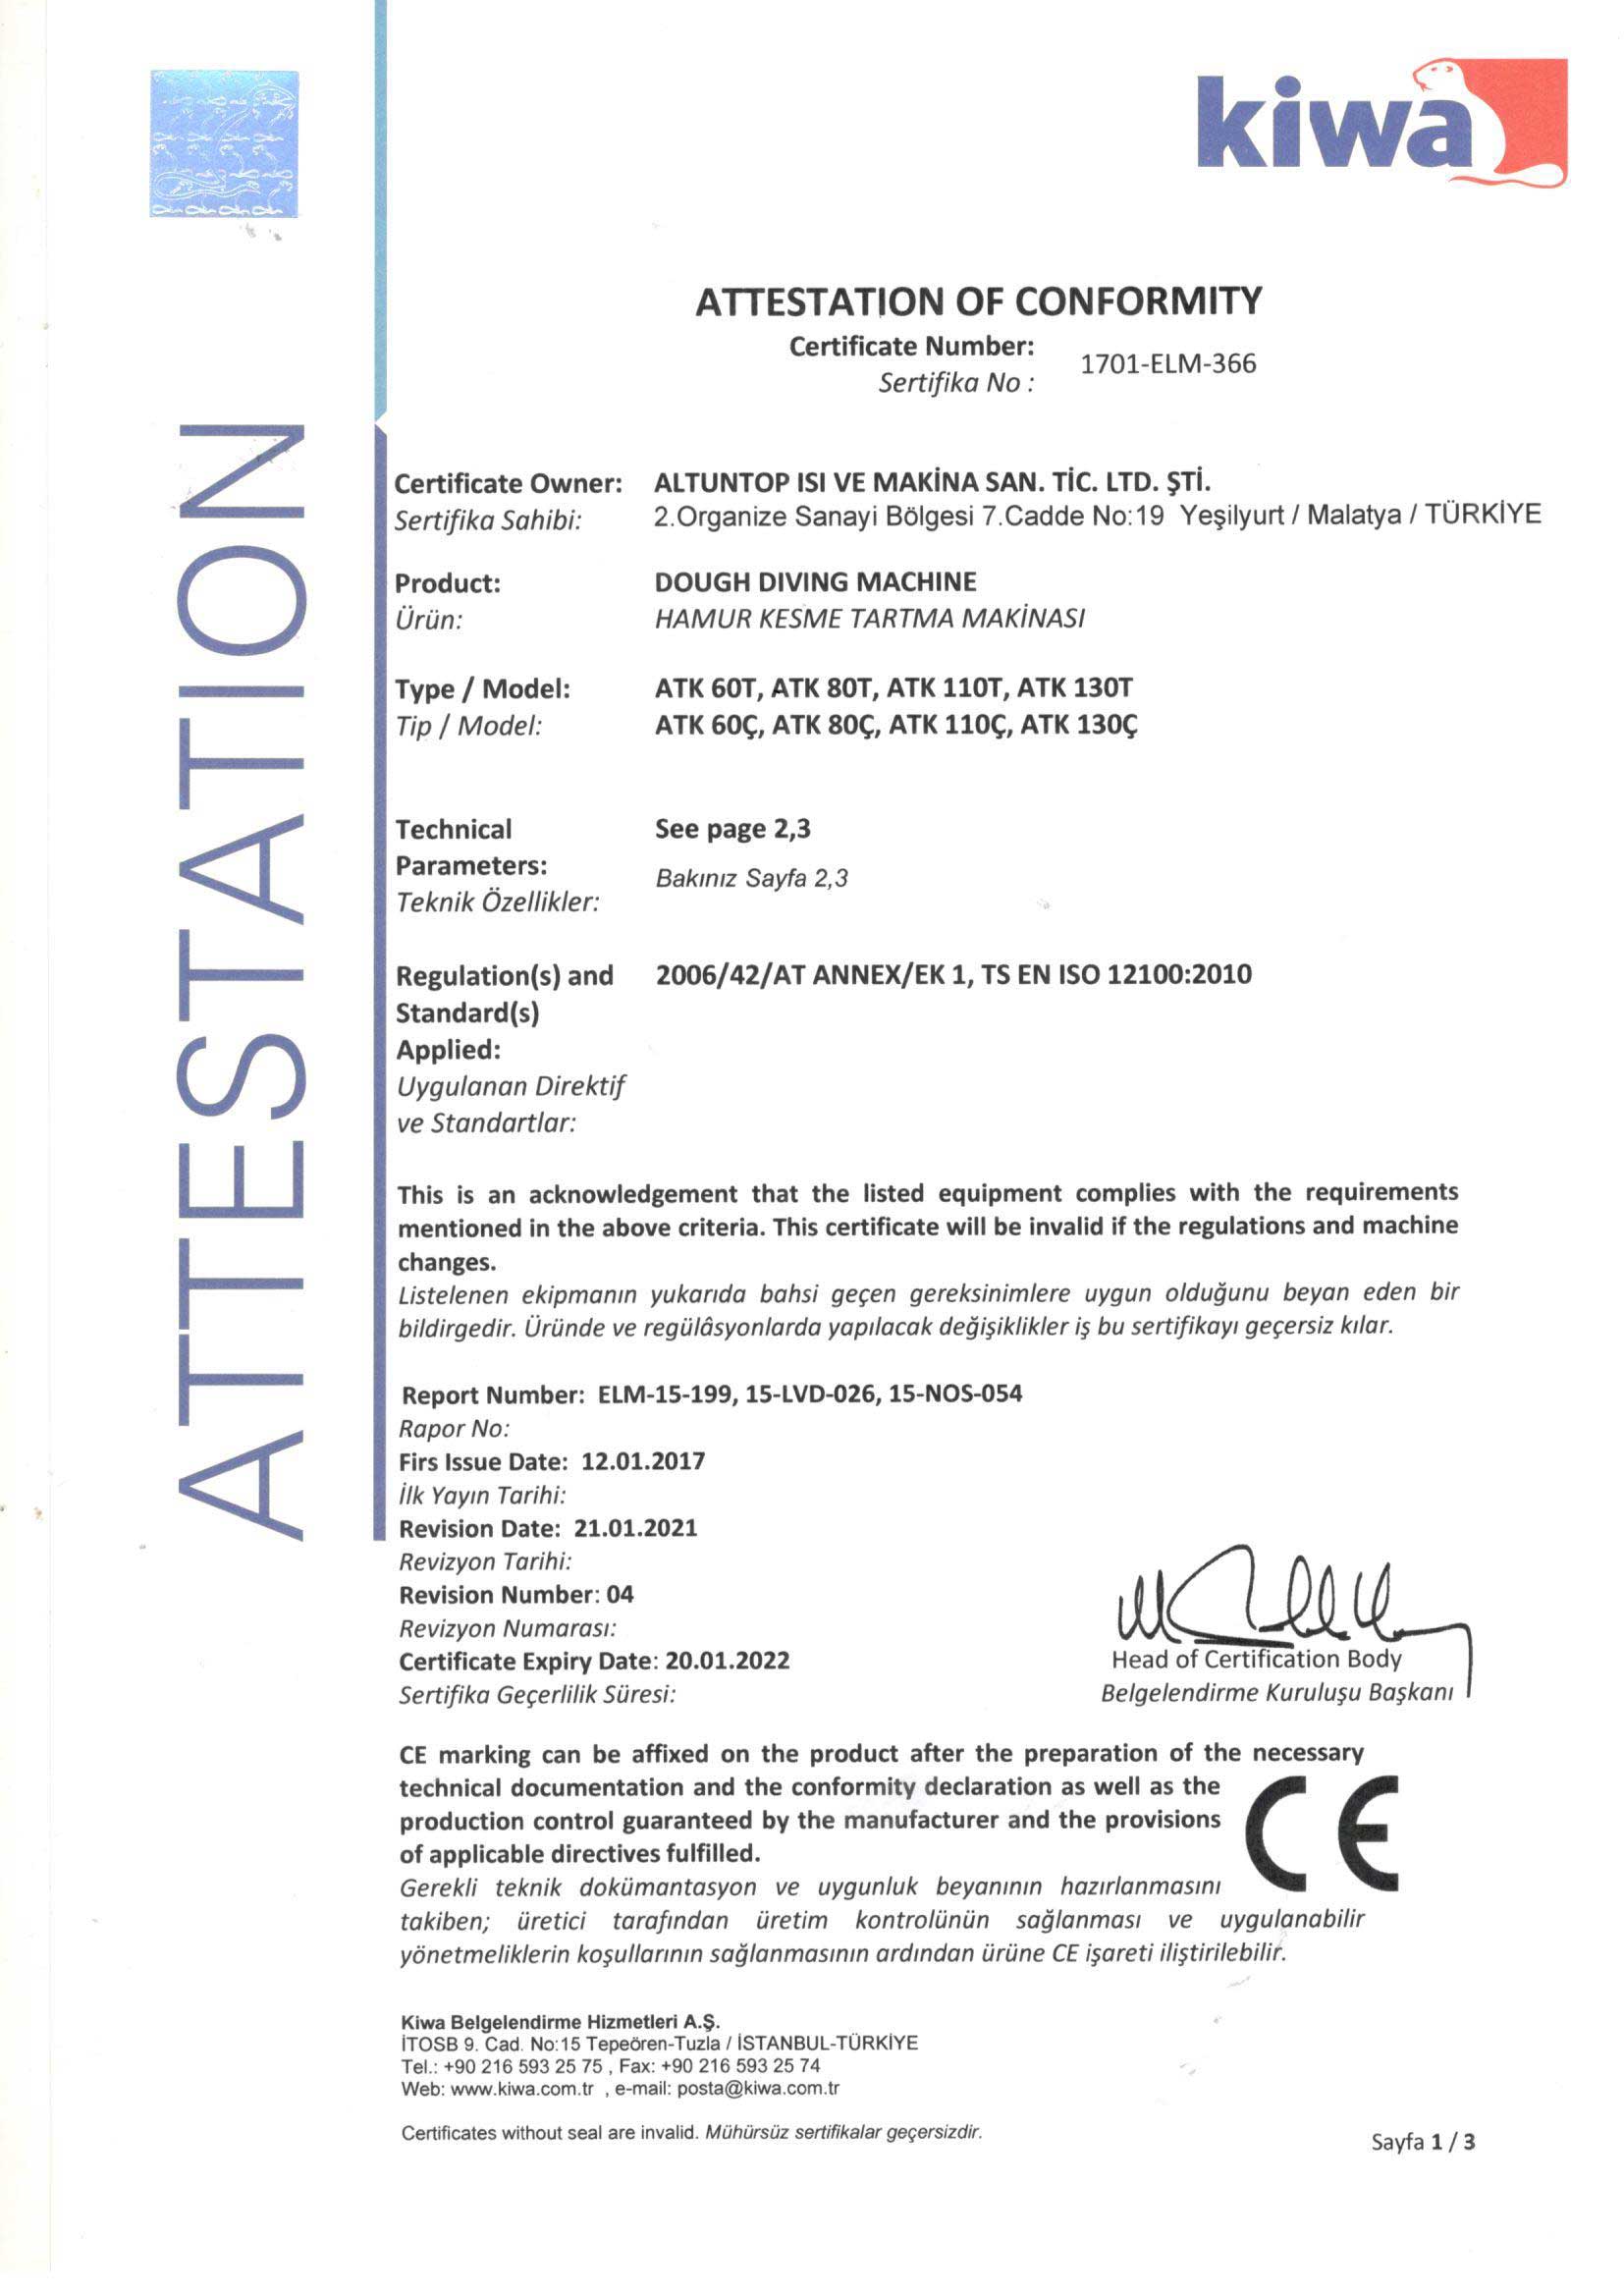 kiwa
ATTESTATION
ATTESTATION OF CONFORMITY
Certificate Number:
Sertifika No :
1701-ELM-366
Certificate Owner: ALTUNTOP ISI VE MAKİNA SAN. TİC. LTD. ŞTİ.
Sertifika Sahibi: 2.Organize Sanayi Bölgesi 7.Cadde No:19 Yeşilyurt / Malatya / TÜRKİYE
Product: DOUGH DIVING MACHINE
Ürün: HAMUR KESME TARTMA MAKİNASI
Type / Model: ATK 60T, ATK 80T, ATK 110T, ATK 130T
Tip / Model: ATK 60Ç, ATK 80Ç, ATK 110Ç, ATK 130Ç
Technical See page 2,3
Parameters:
Bakınız Sayfa 2,3
Teknik Özellikler:
Regulation(s) and 2006/42/AT ANNEX/EK 1, TS EN ISO 12100:2010
Standard(s)
Applied:
Uygulanan Direktif
ve Standartlar:
This is an acknowledgement that the listed equipment complies with the requirements
mentioned in the above criteria. This certificate will be invalid if the regulations and machine
changes.
Listelenen ekipmanın yukarıda bahsi geçen gereksinimlere uygun olduğunu beyan eden bir
bildirgedir. Üründe ve regülâsyonlarda yapılacak değişiklikler iş bu sertifikayı geçersiz kılar.
Report Number: ELM-15-199, 15-LVD-026, 15-NOS-054
Rapor No:
Firs Issue Date: 12.01.2017
İlk Yayın Tarihi:
Revision Date: 21.01.2021
Revizyon Tarihi:
Revision Number: 04
Revizyon Numarası:
Certificate Expiry Date: 20.01.2022
Sertifika Geçerlilik Süresi:
Head of Certification Body
Belgelendirme Kuruluşu Başkanı
CE marking can be affixed on the product after the preparation of the necessary
technical documentation and the conformity declaration as well as the
production control guaranteed by the manufacturer and the provisions
of applicable directives fulfilled.
CE
Gerekli teknik dokümantasyon ve uygunluk beyanının hazırlanmasını
takiben; üretici tarafından üretim kontrolünün sağlanması ve uygulanabilir
yönetmeliklerin koşullarının sağlanmasının ardından ürüne CE işareti iliştirilebilir.
Kiwa Belgelendirme Hizmetleri A.Ş.
İTOSB 9. Cad. No:15 Tepeören-Tuzla / İSTANBUL-TÜRKİYE
Tel.: +90 216 593 25 75 , Fax: +90 216 593 25 74
Web: www.kiwa.com.tr , e-mail: posta@kiwa.com.tr
Certificates without seal are invalid. Mühürsüz sertifikalar geçersizdir.
Sayfa 1 / 3